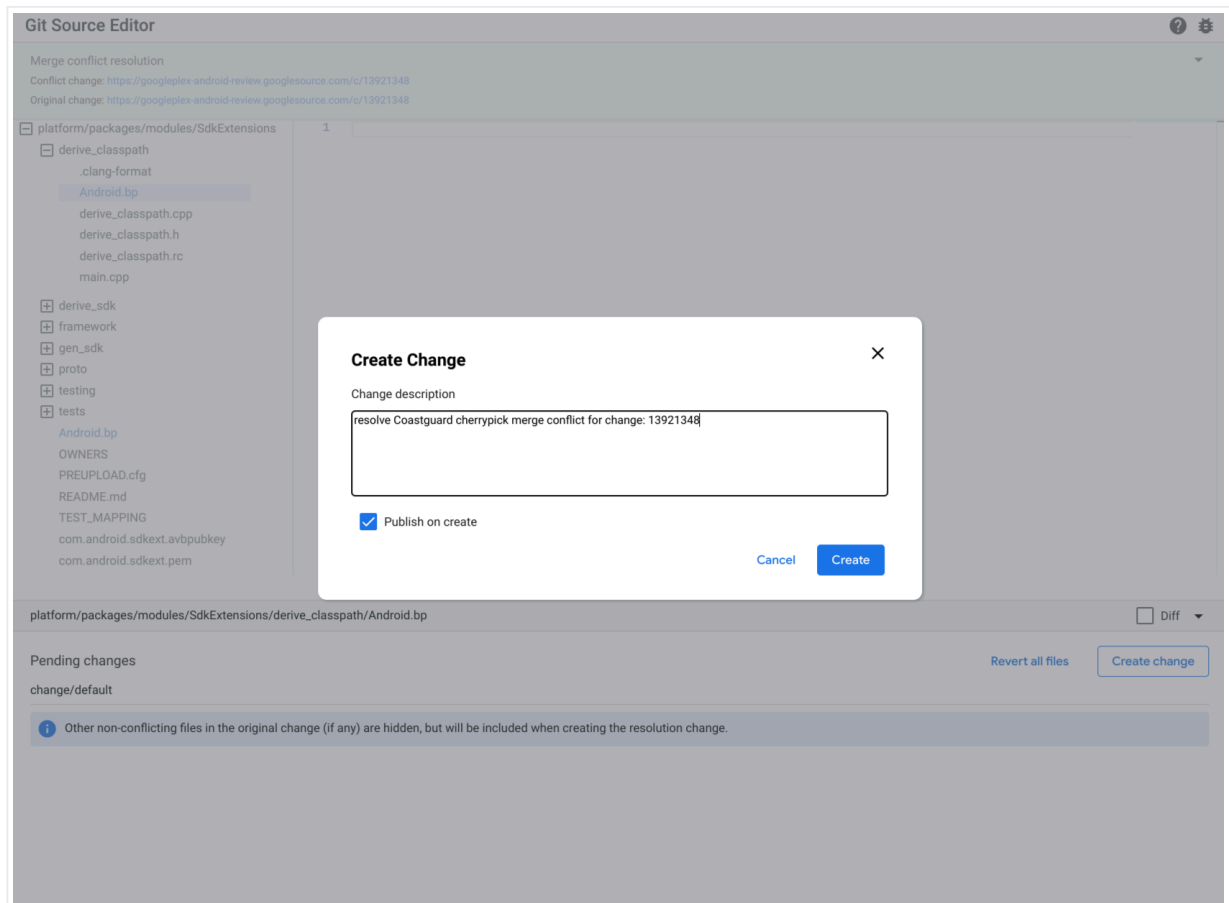 Git Source Editor
Merge conflict resolution
Conflict change: https://googleplex-android-review.googlesource.com/c/13921348
Original change: https://googleplex-android-review.googlesource.com/c/13921348
platform/packages/modules/SdkExtensions
1
derive_classpath
.clang-format
Android.bp
derive_classpath.cpp
derive_classpath.h
derive_classpath.rc
main.cpp
derive_sdk
framework
gen_sdk
proto
testing
tests
Android.bp
OWNERS
PREUPLOAD.cfg
README.md
TEST_MAPPING
com.android.sdkext.avbpubkey
com.android.sdkext.pem
Create Change
Change description
resolve Coastguard cherrypick merge conflict for change: 13921348
Publish on create
Cancel Create
platform/packages/modules/SdkExtensions/derive_classpath/Android.bp Diff
Pending changes Revert all files Create change
change/default
Other non-conflicting files in the original change (if any) are hidden, but will be included when creating the resolution change.